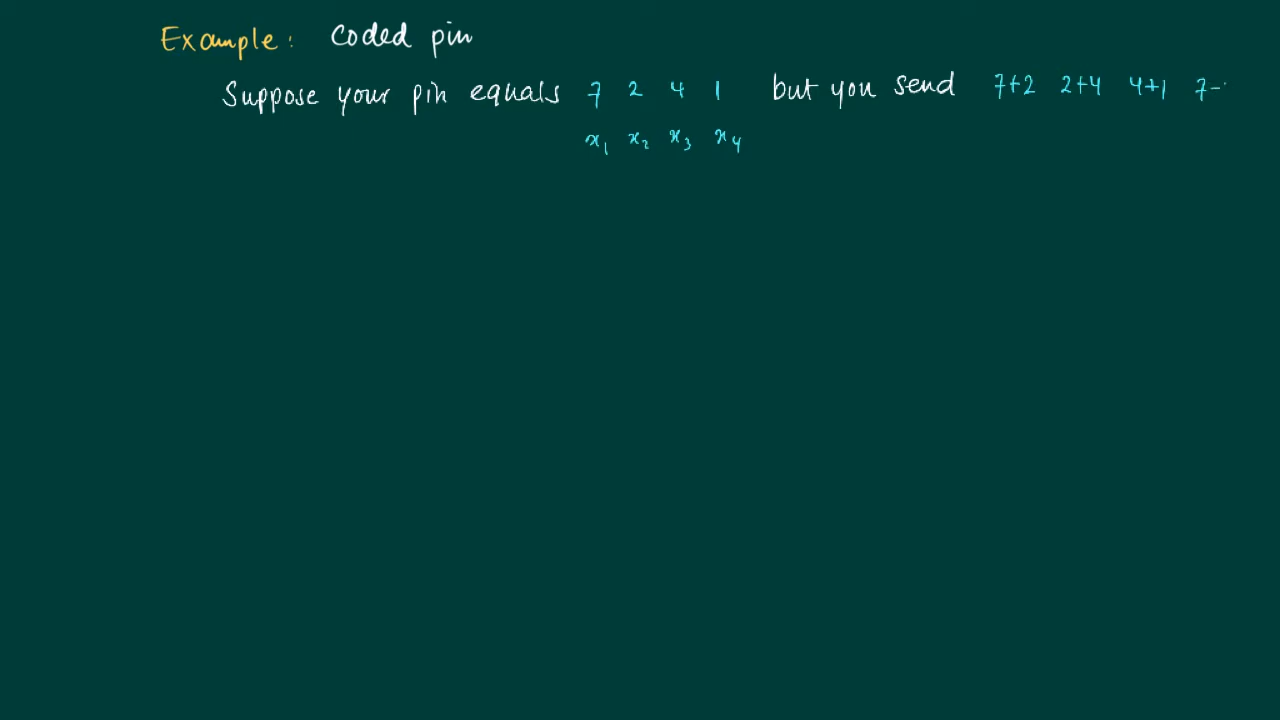 Example: Coded pin
Suppose your pin equals 7 2 4 1 but you send 7+2 2+4 4+1 7-
x₁ x₂ x₃ x₄